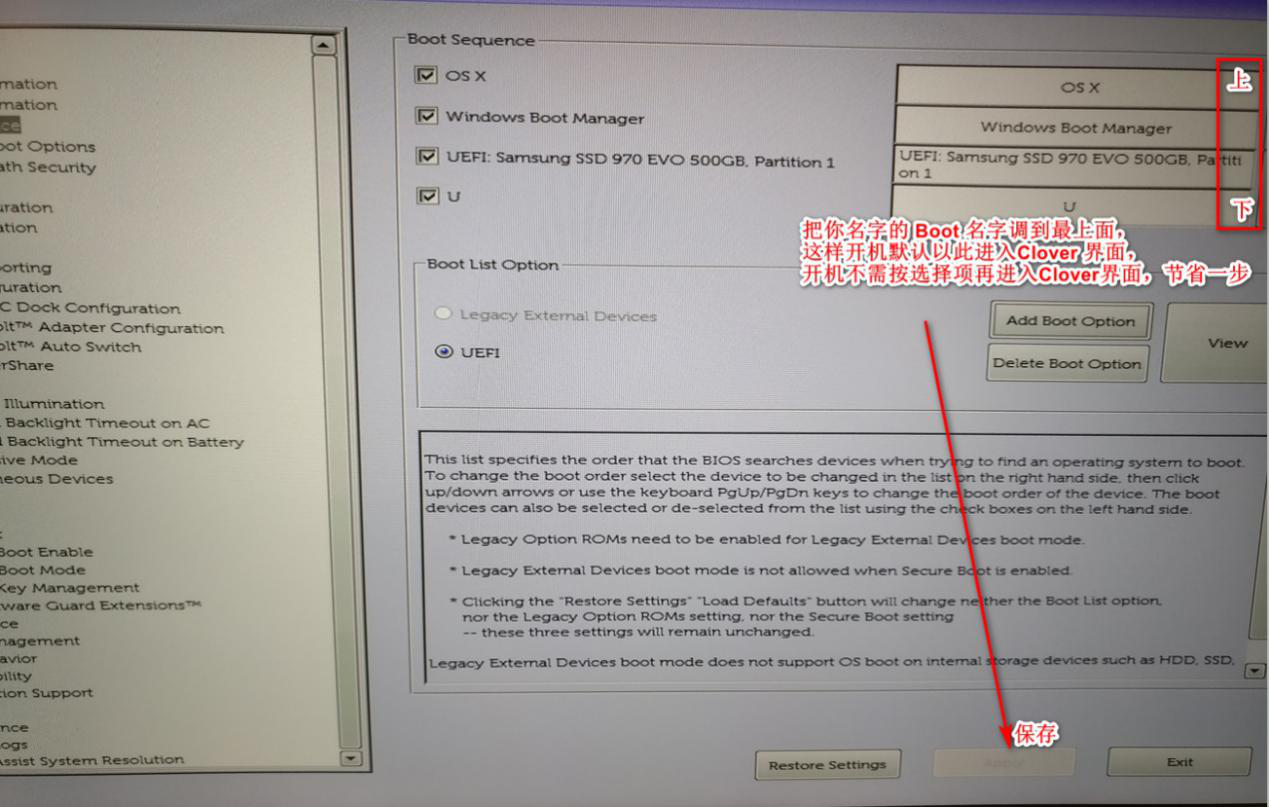 mation
mation
ce
oot Options
ath Security
uration
ation
porting
uration
C Dock Configuration
olt™ Adapter Configuration
olt™ Auto Switch
rShare
Illumination
Backlight Timeout on AC
d Backlight Timeout on Battery
sive Mode
neous Devices
Boot Enable
Boot Mode
Key Management
tware Guard Extensions™
ce
nagement
avior
bility
tion Support
nce
Logs
Assist System Resolution
Boot Sequence
OS X
Windows Boot Manager
UEFI: Samsung SSD 970 EVO 500GB, Partition 1
U
OS X
Windows Boot Manager
UEFI: Samsung SSD 970 EVO 500GB, Partiti
on 1
U
上
下
把你名字的 Boot 名字调到最上面，
这样开机默认以此进入Clover 界面，
开机不需按选择项再进入Clover界面，节省一步
Boot List Option
Legacy External Devices
UEFI
Add Boot Option
Delete Boot Option
View
This list specifies the order that the BIOS searches devices when trying to find an operating system to boot.
To change the boot order select the device to be changed in the list on the right hand side, then click
up/down arrows or use the keyboard PgUp/PgDn keys to change the boot order of the device. The boot
devices can also be selected or de-selected from the list using the check boxes on the left hand side.
* Legacy Option ROMs need to be enabled for Legacy External Devices boot mode.
* Legacy External Devices boot mode is not allowed when Secure Boot is enabled.
* Clicking the "Restore Settings" "Load Defaults" button will change neither the Boot List option,
nor the Legacy Option ROMs setting, nor the Secure Boot setting
-- these three settings will remain unchanged.
Legacy External Devices boot mode does not support OS boot on internal storage devices such as HDD, SSD,
保存
Restore Settings
Apply
Exit